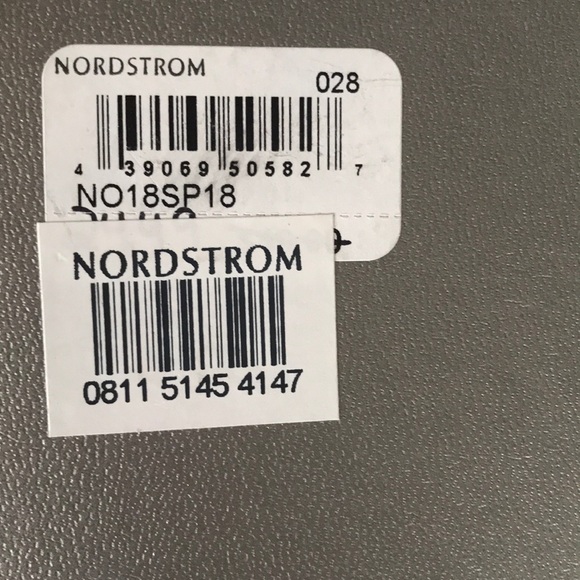 NORDSTROM
028
4 39069 50582 7
NO18SP18
NORDSTROM
0811 5145 4147